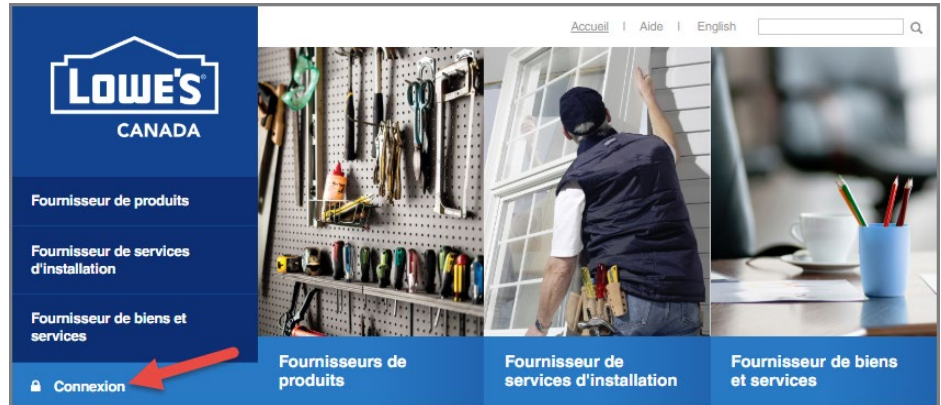 Accueil | Aide | English
LOWE'S
CANADA
Fournisseur de produits
Fournisseur de services
d'installation
Fournisseur de biens et
services
Connexion
Fournisseurs de
produits
Fournisseur de
services d'installation
Fournisseur de biens
et services